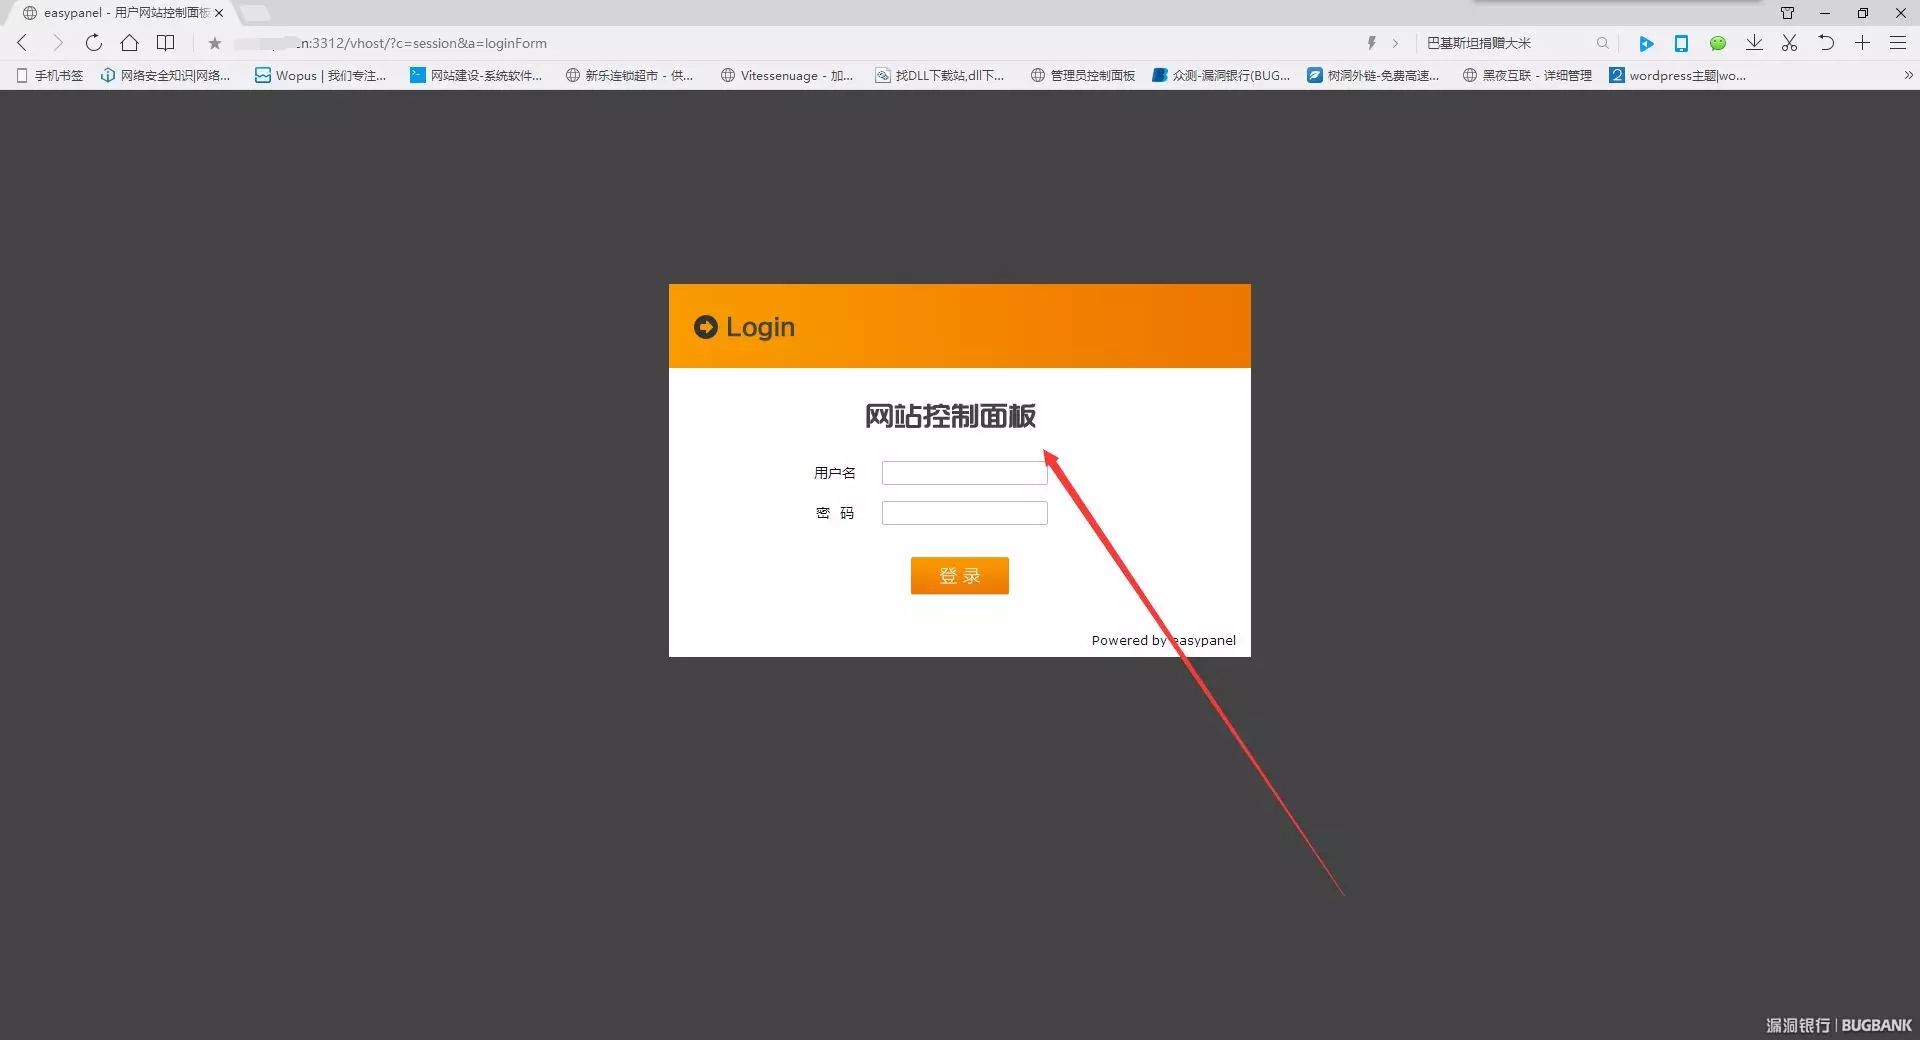 easypanel - 用户网站控制面板
:3312/vhost/?c=session&a=loginForm
巴基斯坦捐赠大米
手机书签 网络安全知识|网络... Wopus | 我们专注... 网站建设-系统软件... 新乐连锁超市 - 供... Vitessenuage - 加... 找DLL下载站,dll下... 管理员控制面板 众测-漏洞银行(BUG... 树洞外链-免费高速... 黑夜互联 - 详细管理 wordpress主题|wo...
Login
网站控制面板
用户名
密 码
登 录
Powered by easypanel
漏洞银行 | BUGBANK